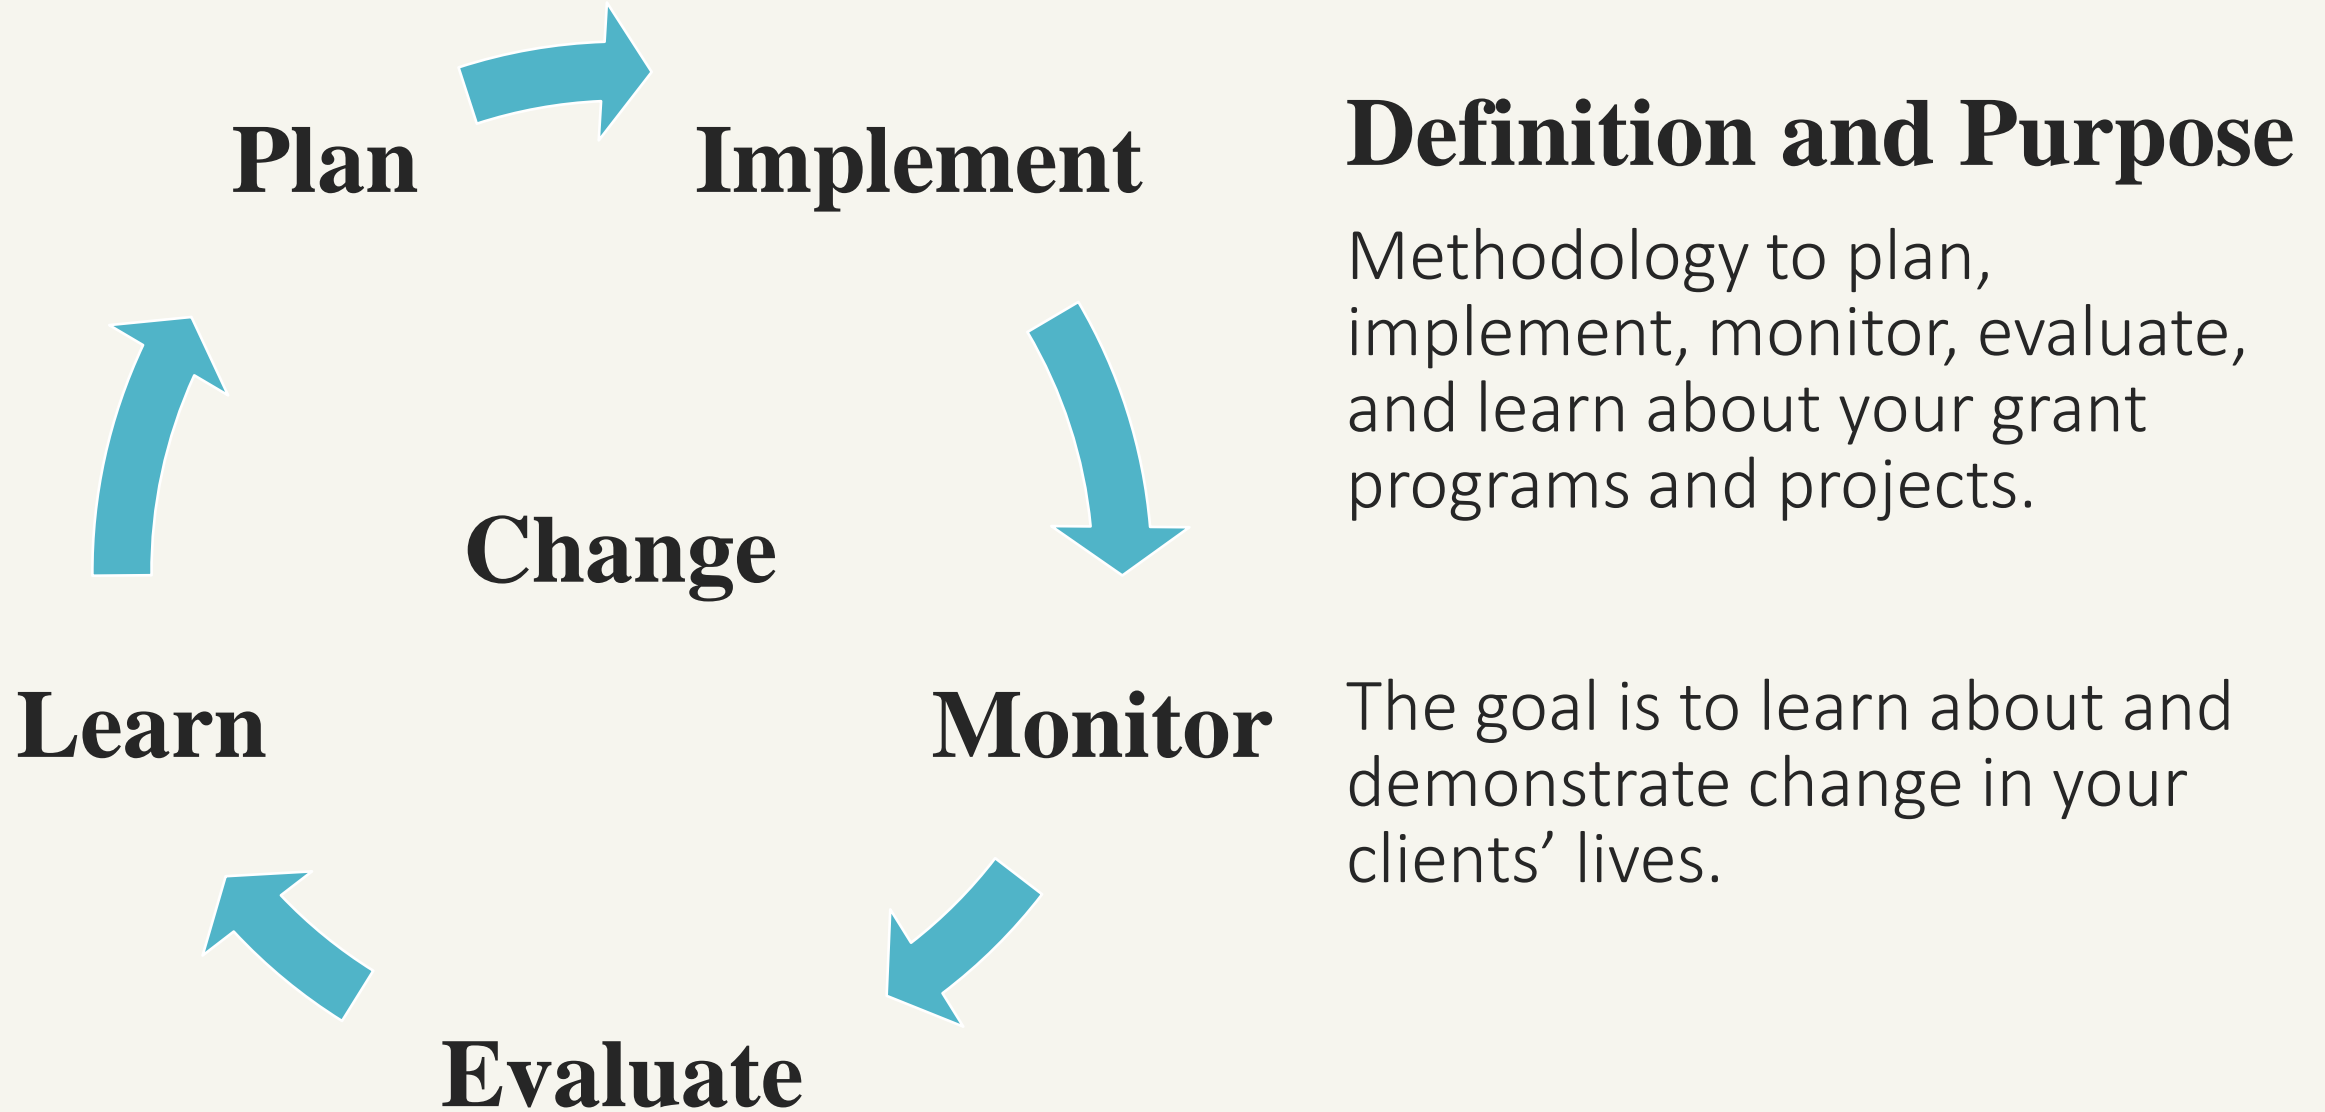 Plan
Implement
Change
Learn
Monitor
Evaluate
Definition and Purpose
Methodology to plan,
implement, monitor, evaluate,
and learn about your grant
programs and projects.
The goal is to learn about and
demonstrate change in your
clients’ lives.